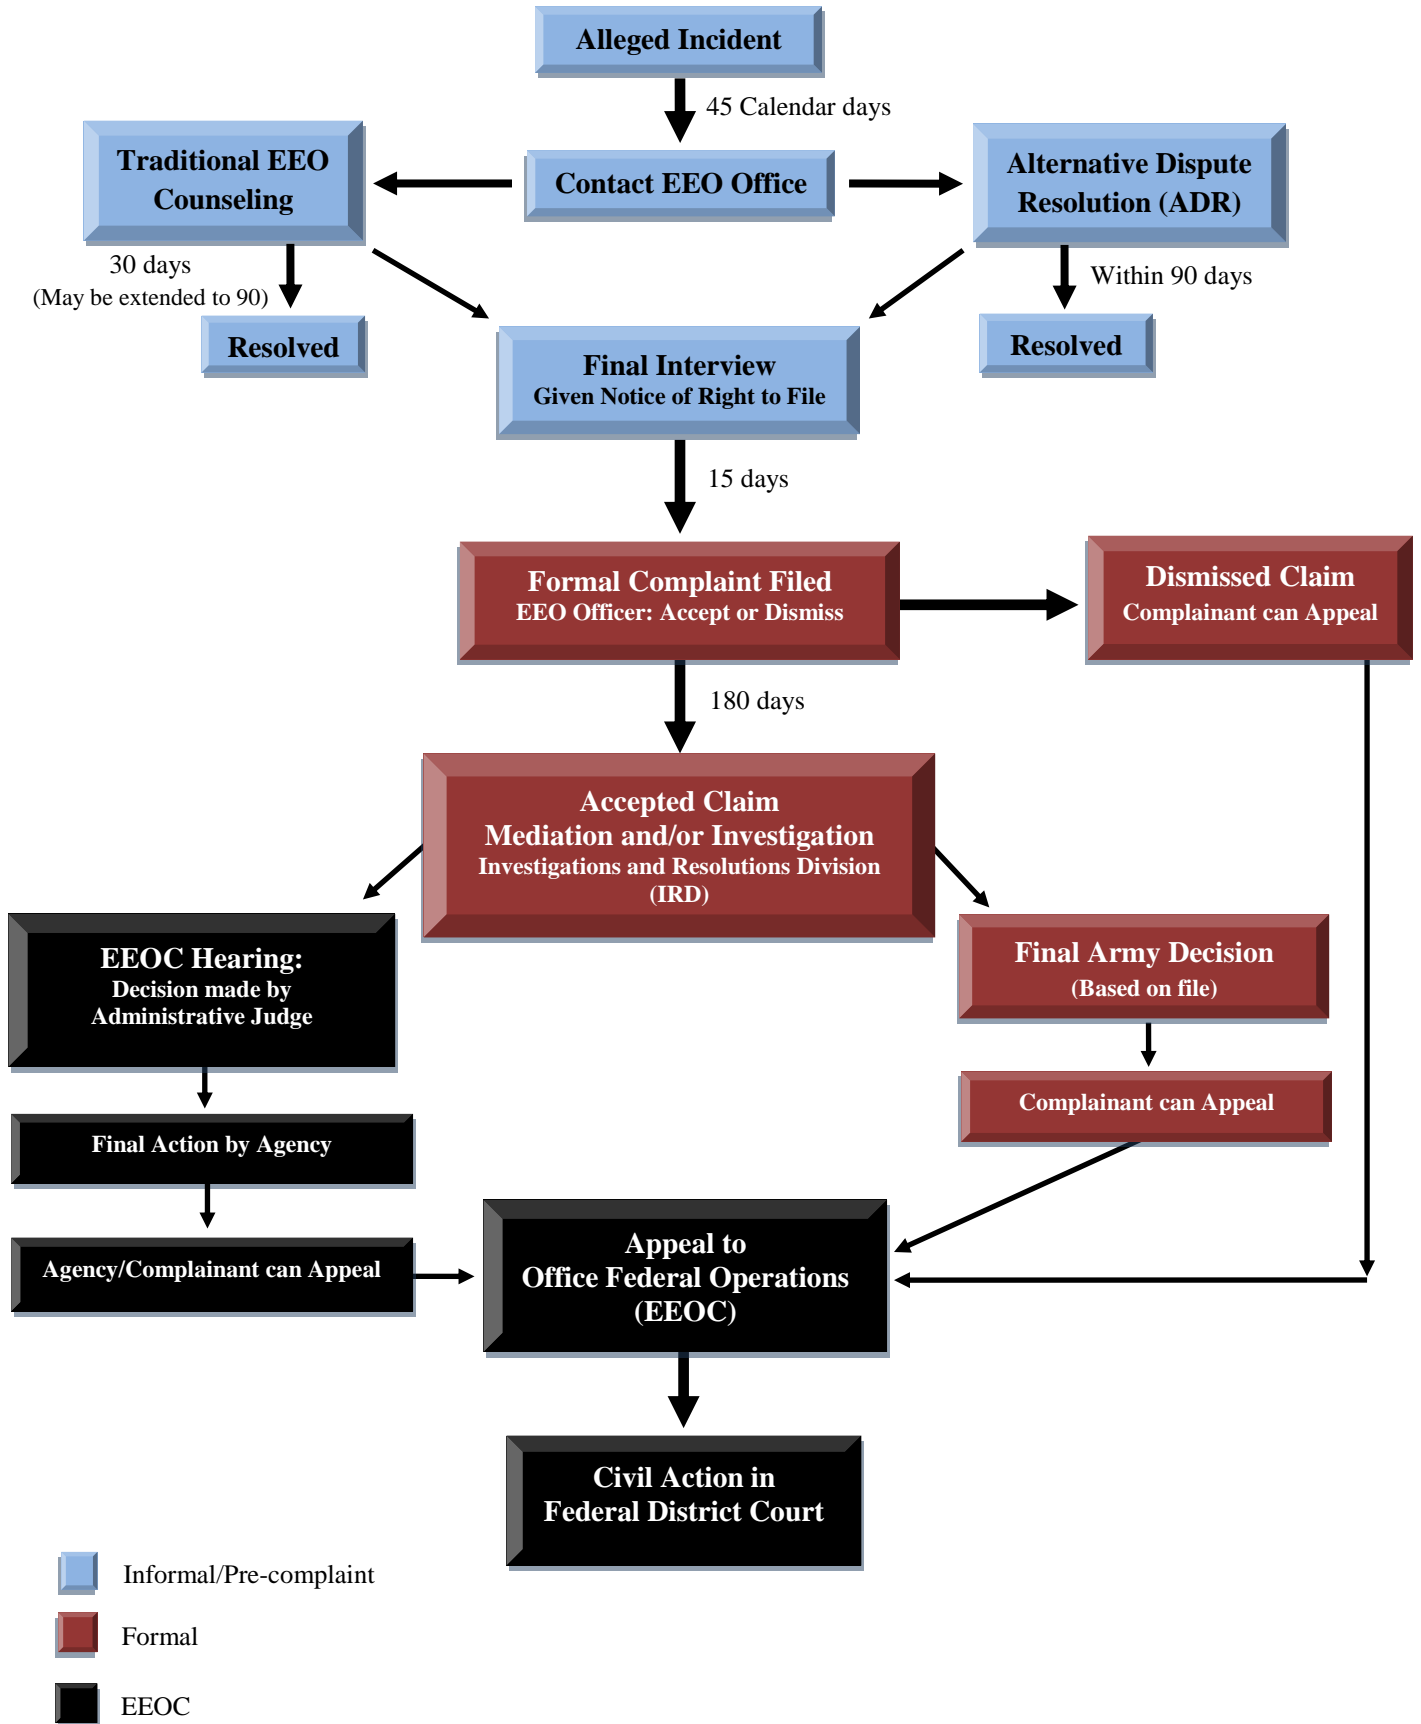 Alleged Incident
45 Calendar days
Traditional EEO
Counseling
Contact EEO Office
Alternative Dispute
Resolution (ADR)
30 days
(May be extended to 90)
Within 90 days
Resolved
Resolved
Final Interview
Given Notice of Right to File
15 days
Formal Complaint Filed
EEO Officer: Accept or Dismiss
Dismissed Claim
Complainant can Appeal
180 days
Accepted Claim
Mediation and/or Investigation
Investigations and Resolutions Division
(IRD)
EEOC Hearing:
Decision made by
Administrative Judge
Final Army Decision
(Based on file)
Final Action by Agency
Complainant can Appeal
Agency/Complainant can Appeal
Appeal to
Office Federal Operations
(EEOC)
Civil Action in
Federal District Court
Informal/Pre-complaint
Formal
EEOC